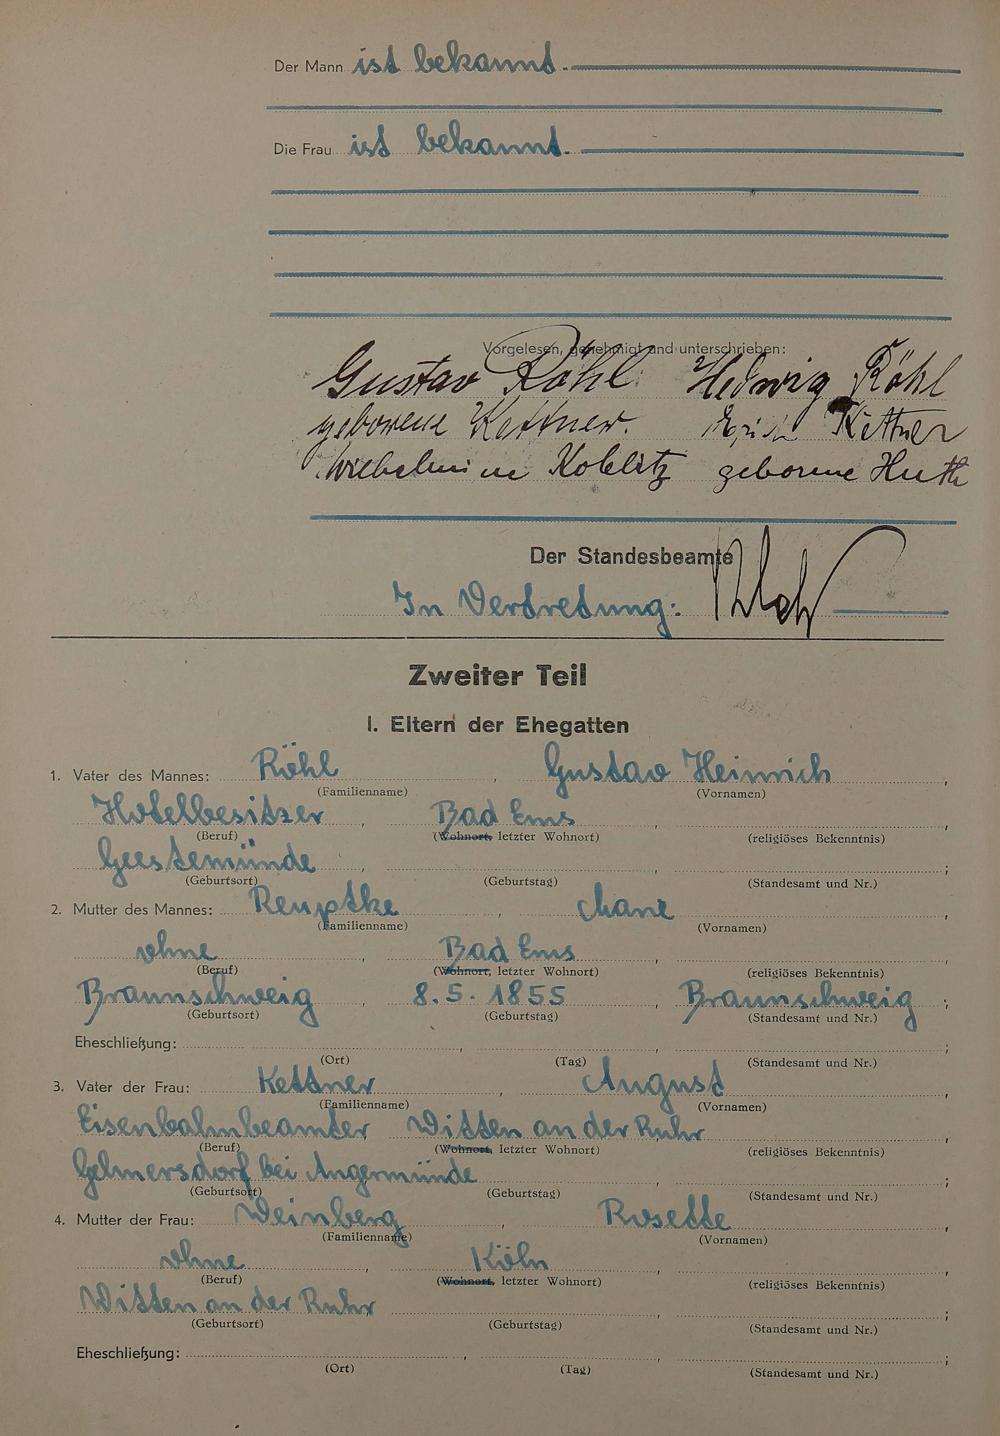 Der Mann ist bekannt.
Die Frau ist bekannt.
Vorgelesen, genehmigt und unterschrieben:
Gustav Röhl Hedwig Röhl
geborene Kettner. Erich Kettner
Wilhelmine Koblitz geborene Huth
Der Standesbeamte
In Vertretung:
Zweiter Teil
I. Eltern der Ehegatten
1. Vater des Mannes: Röhl, Gustav Heinrich,
(Familienname) (Vornamen)
Hotelbesitzer, Bad Ems, ,
(Beruf) (Wohnort, letzter Wohnort) (religiöses Bekenntnis)
Geestemünde, , ;
(Geburtsort) (Geburtstag) (Standesamt und Nr.)
2. Mutter des Mannes: Remptke, ,
(Familienname) (Vornamen)
ohne, Bad Ems, ,
(Beruf) (Wohnort, letzter Wohnort) (religiöses Bekenntnis)
Braunschweig, 8.5.1855, Braunschweig;
(Geburtsort) (Geburtstag) (Standesamt und Nr.)
Eheschließung: , , ;
(Ort) (Tag) (Standesamt und Nr.)
3. Vater der Frau: Kettner, August,
(Familienname) (Vornamen)
Eisenbahnbeamter Witten an der Ruhr, ,
(Beruf) (Wohnort, letzter Wohnort) (religiöses Bekenntnis)
Gelmersdorf bei Angermünde, ;
(Geburtsort) (Geburtstag) (Standesamt und Nr.)
4. Mutter der Frau: Weinberg, Rosette,
(Familienname) (Vornamen)
ohne, Köln, ,
(Beruf) (Wohnort, letzter Wohnort) (religiöses Bekenntnis)
Witten an der Ruhr, , ;
(Geburtsort) (Geburtstag) (Standesamt und Nr.)
Eheschließung: , , ;
(Ort) (Tag) (Standesamt und Nr.)